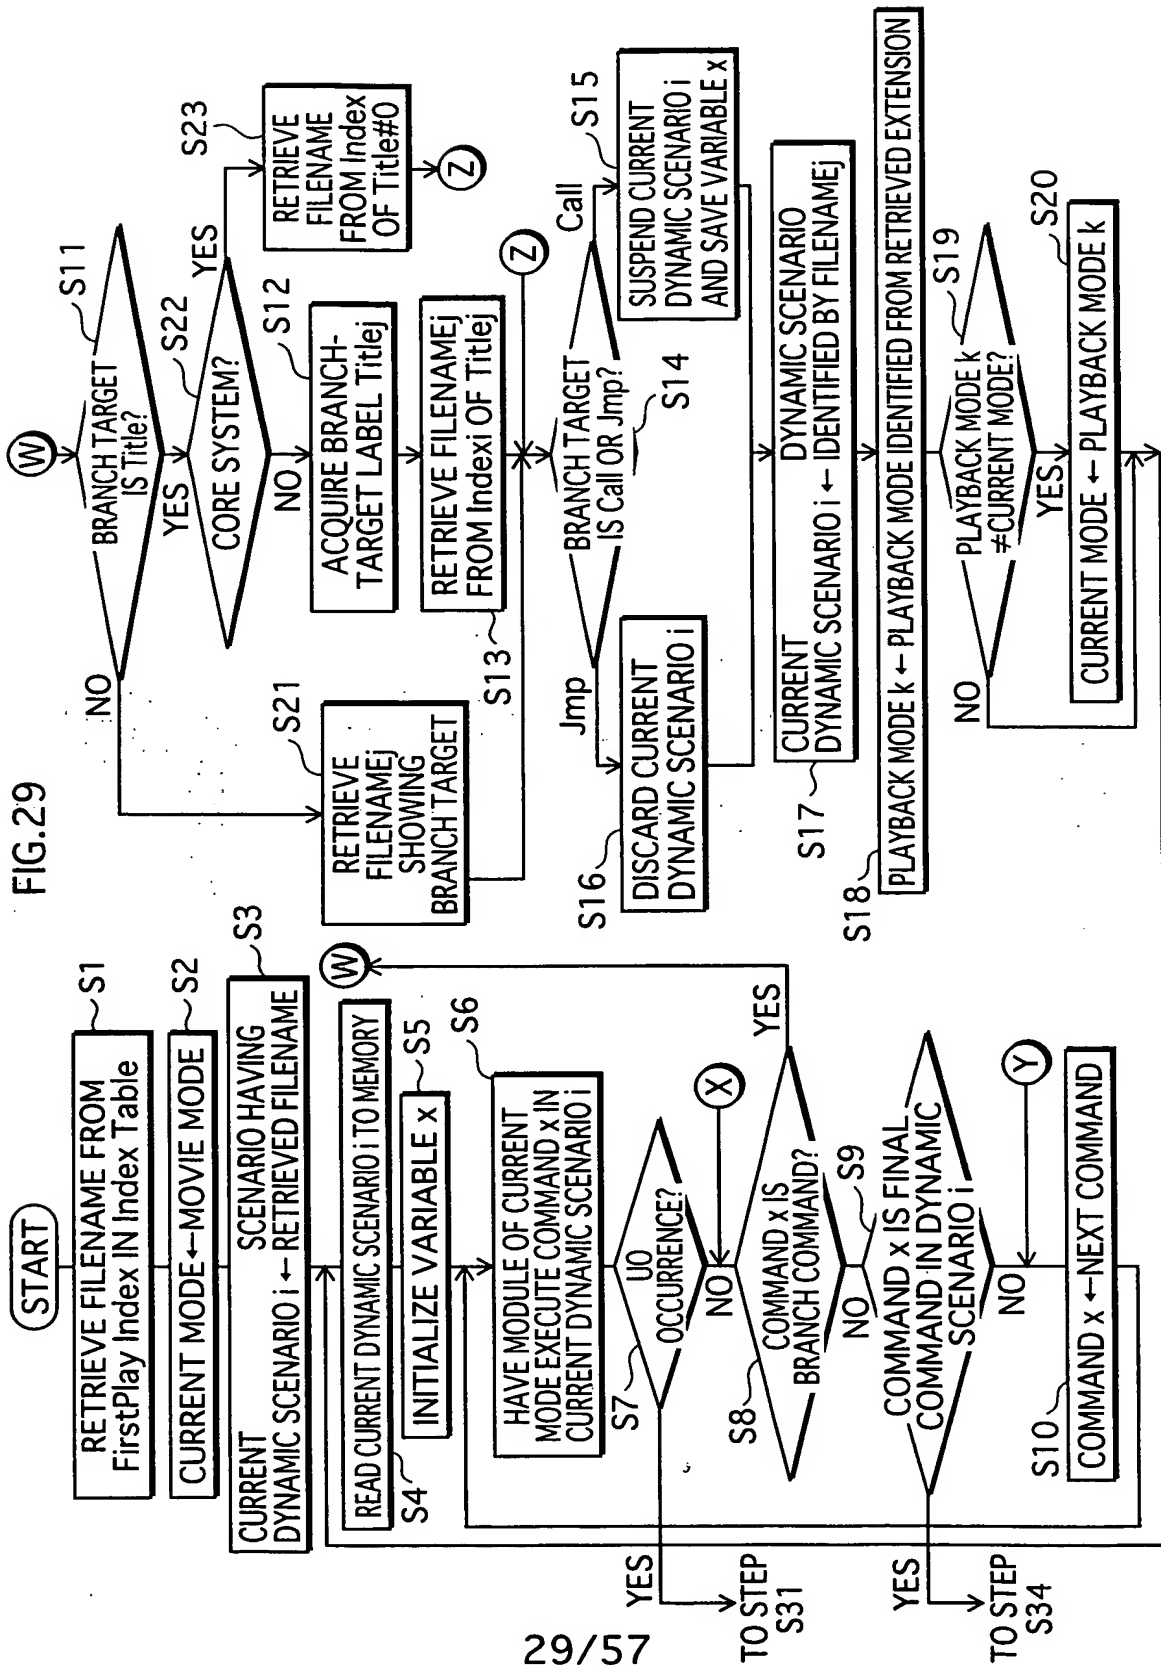 FIG.29
START
RETRIEVE FILENAME FROM
FirstPlay Index IN Index Table
S1
CURRENT MODE←MOVIE MODE
S2
CURRENT SCENARIO HAVING
DYNAMIC SCENARIO i ← RETRIEVED FILENAME
S3
READ CURRENT DYNAMIC SCENARIO i TO MEMORY
S4
INITIALIZE VARIABLE x
S5
HAVE MODULE OF CURRENT
MODE EXECUTE COMMAND x IN
CURRENT DYNAMIC SCENARIO i
S6
UO
OCCURRENCE?
S7
YES
TO STEP
S31
NO
X
COMMAND x IS
BRANCH COMMAND?
S8
YES
W
NO
COMMAND x IS FINAL
COMMAND IN DYNAMIC
SCENARIO i
S9
YES
TO STEP
S34
NO
Y
COMMAND x ←NEXT COMMAND
S10
W
BRANCH TARGET
IS Title?
S11
NO
YES
CORE SYSTEM?
S22
YES
RETRIEVE
FILENAME
FROM Index
OF Title#0
S23
Z
NO
ACQUIRE BRANCH-
TARGET LABEL Titlej
S12
RETRIEVE FILENAMEj
FROM Indexi OF Titlej
S13
RETRIEVE
FILENAMEj
SHOWING
BRANCH TARGET
S21
Z
BRANCH TARGET
IS Call OR Jmp?
S14
Jmp
Call
SUSPEND CURRENT
DYNAMIC SCENARIO i
AND SAVE VARIABLE x
S15
DISCARD CURRENT
DYNAMIC SCENARIO i
S16
CURRENT DYNAMIC SCENARIO
DYNAMIC SCENARIO i ← IDENTIFIED BY FILENAMEj
S17
PLAYBACK MODE k ← PLAYBACK MODE IDENTIFIED FROM RETRIEVED EXTENSION
S18
PLAYBACK MODE k
≠CURRENT MODE?
S19
NO
YES
CURRENT MODE ← PLAYBACK MODE k
S20
29/57